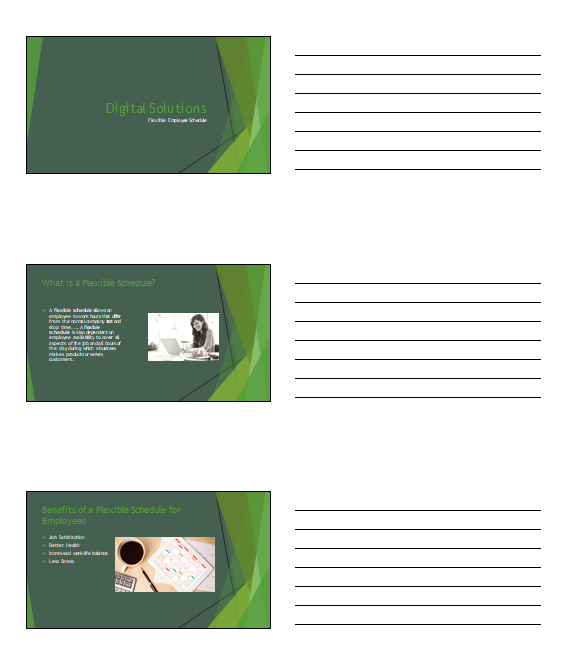 Digital Solutions
Flexible Employee Schedule
What is a Flexible Schedule?
A flexible schedule allows an
employee to work hours that differ
from the normal company start and
stop time. ... A flexible
schedule is also dependent on
employee availability to cover all
aspects of the job and all hours of
the day during which a business
makes products or serves
customers.
Benefits of a Flexible Schedule for
Employees
Job Satisfaction
Better Health
Increased work-life balance
Less Stress